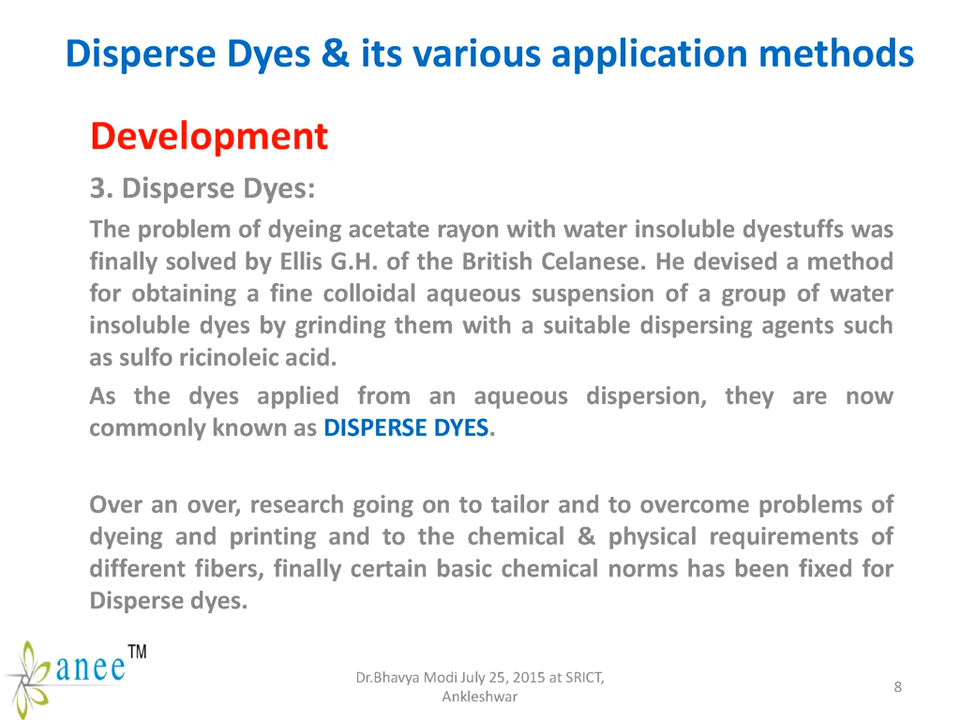 Disperse Dyes & its various application methods
Development
3. Disperse Dyes:
The problem of dyeing acetate rayon with water insoluble dyestuffs was
finally solved by Ellis G.H. of the British Celanese. He devised a method
for obtaining a fine colloidal aqueous suspension of a group of water
insoluble dyes by grinding them with a suitable dispersing agents such
as sulfo ricinoleic acid.
As the dyes applied from an aqueous dispersion, they are now
commonly known as DISPERSE DYES.
Over an over, research going on to tailor and to overcome problems of
dyeing and printing and to the chemical & physical requirements of
different fibers, finally certain basic chemical norms has been fixed for
Disperse dyes.
anee TM
Dr.Bhavya Modi July 25, 2015 at SRICT,
Ankleshwar
8